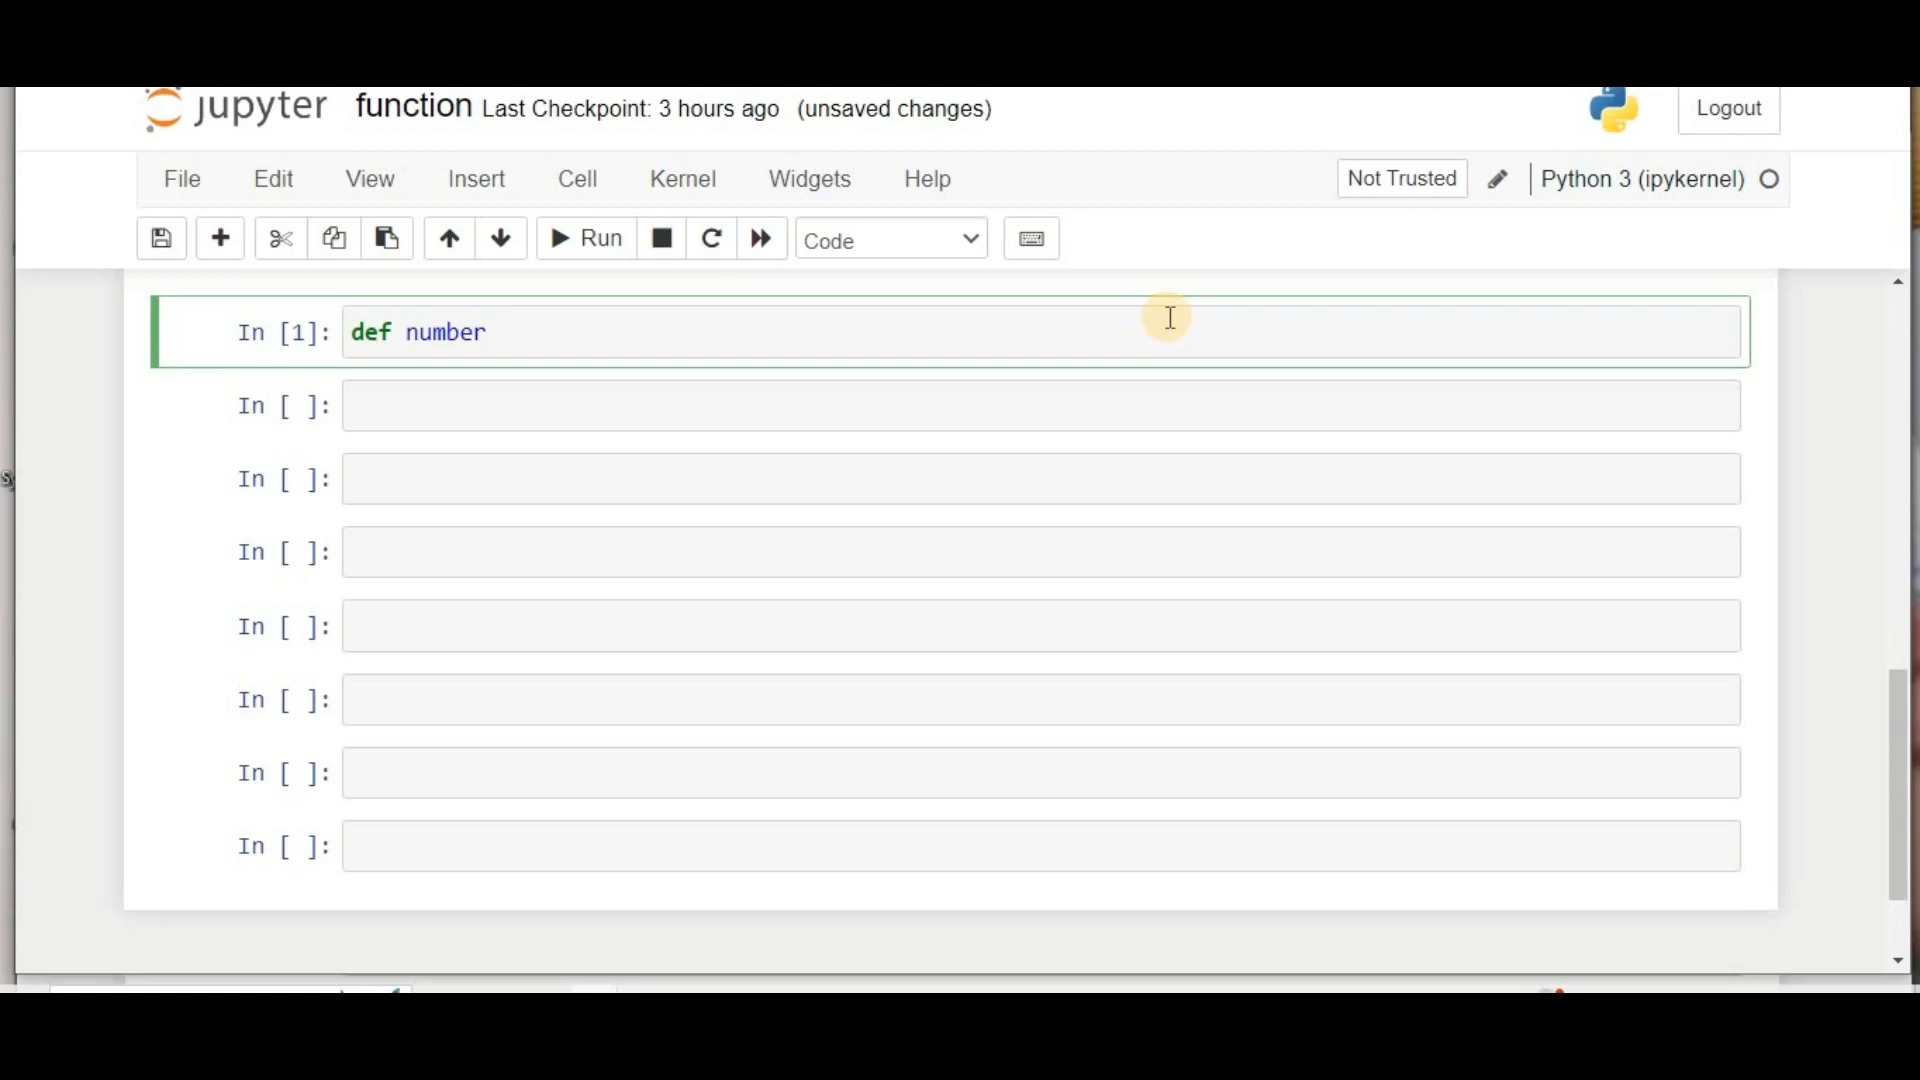 jupyter function Last Checkpoint: 3 hours ago (unsaved changes) Logout
File Edit View Insert Cell Kernel Widgets Help Not Trusted Python 3 (ipykernel)
Run Code
In [1]: def number
In [ ]:
In [ ]:
In [ ]:
In [ ]:
In [ ]:
In [ ]:
In [ ]: